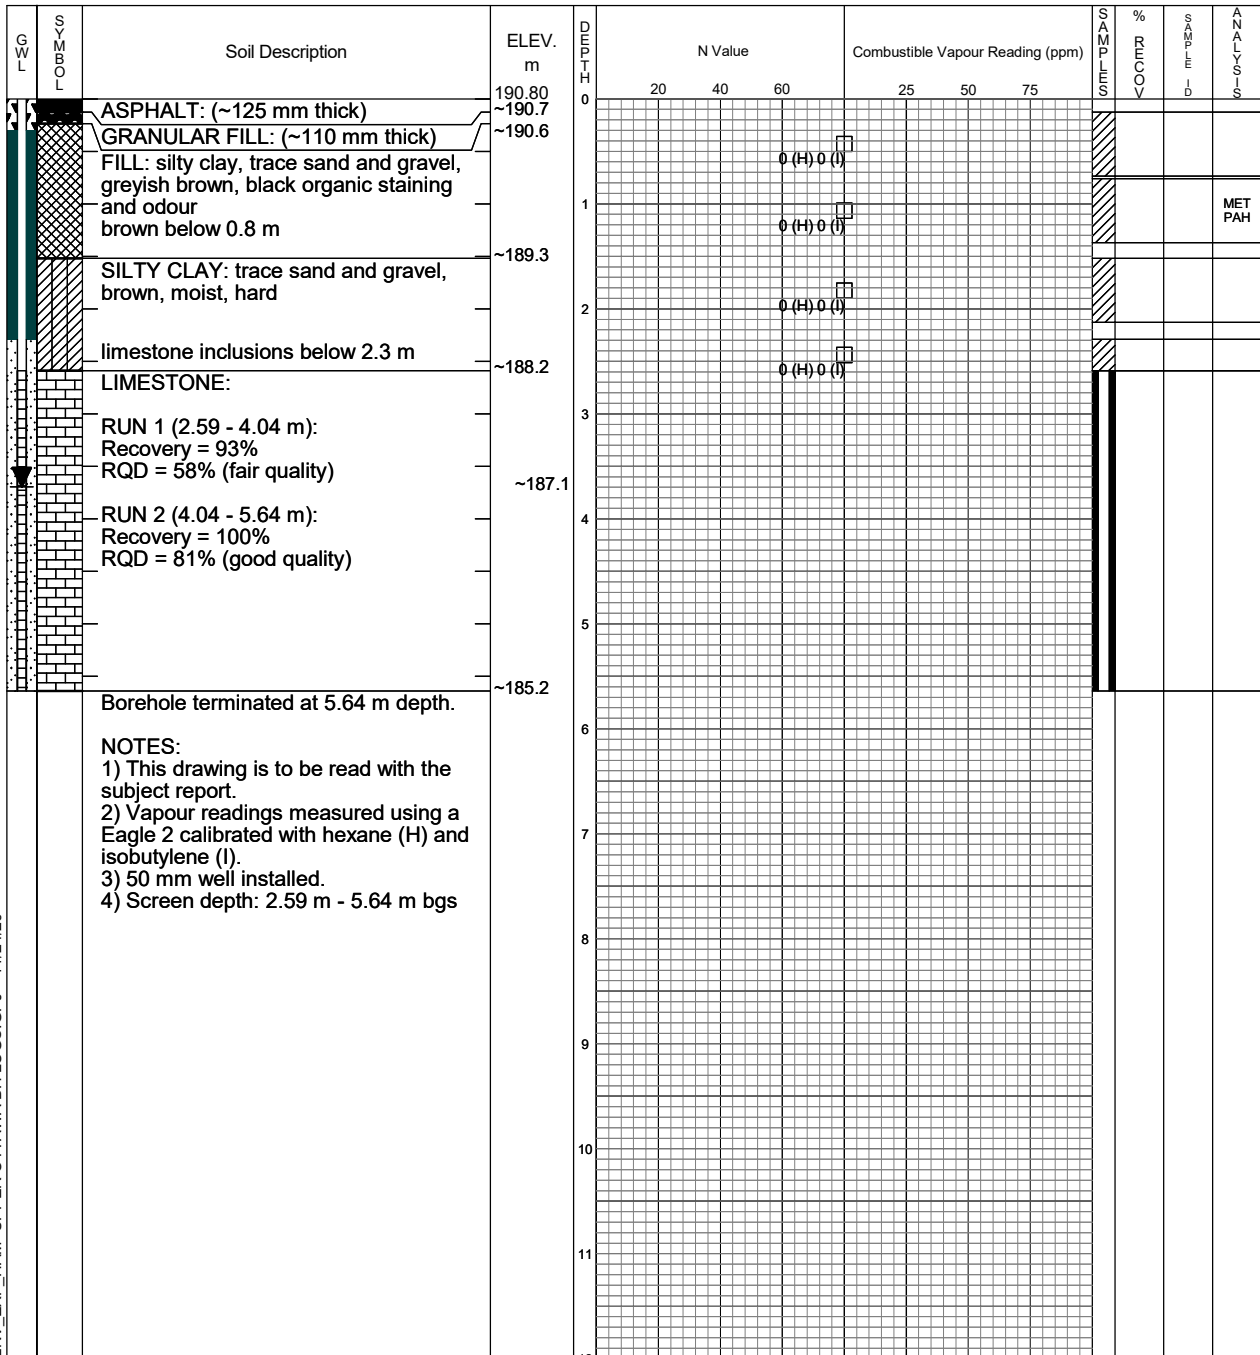 GWL
SYMBOL
Soil Description
ELEV.
m
DEPTH
N Value
Combustible Vapour Reading (ppm)
SAMPLES
% RECOV
SAMPLE ID
ANALYSIS
20 40 60 25 50 75
190.80
0
ASPHALT: (~125 mm thick)
~190.7
GRANULAR FILL: (~110 mm thick)
~190.6
FILL: silty clay, trace sand and gravel,
greyish brown, black organic staining
and odour
brown below 0.8 m
0 (H) 0 (I)
1
MET
PAH
0 (H) 0 (I)
~189.3
SILTY CLAY: trace sand and gravel,
brown, moist, hard
0 (H) 0 (I)
2
limestone inclusions below 2.3 m
~188.2
0 (H) 0 (I)
LIMESTONE:
3
RUN 1 (2.59 - 4.04 m):
Recovery = 93%
RQD = 58% (fair quality)
~187.1
RUN 2 (4.04 - 5.64 m):
4
Recovery = 100%
RQD = 81% (good quality)
5
~185.2
Borehole terminated at 5.64 m depth.
6
NOTES:
1) This drawing is to be read with the
subject report.
2) Vapour readings measured using a
Eagle 2 calibrated with hexane (H) and
isobutylene (I).
7
3) 50 mm well installed.
4) Screen depth: 2.59 m - 5.64 m bgs
8
9
10
11